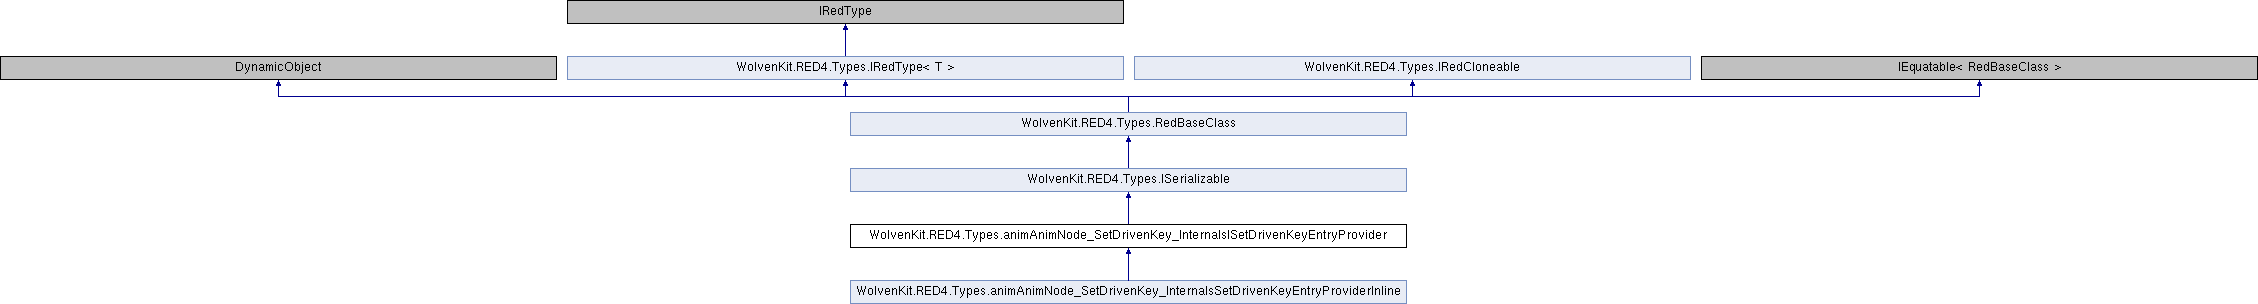 IRedType
DynamicObject
WolvenKit.RED4.Types.IRedType< T >
WolvenKit.RED4.Types.IRedCloneable
IEquatable< RedBaseClass >
WolvenKit.RED4.Types.RedBaseClass
WolvenKit.RED4.Types.ISerializable
WolvenKit.RED4.Types.animAnimNode_SetDrivenKey_InternalsISetDrivenKeyEntryProvider
WolvenKit.RED4.Types.animAnimNode_SetDrivenKey_InternalsSetDrivenKeyEntryProviderInline